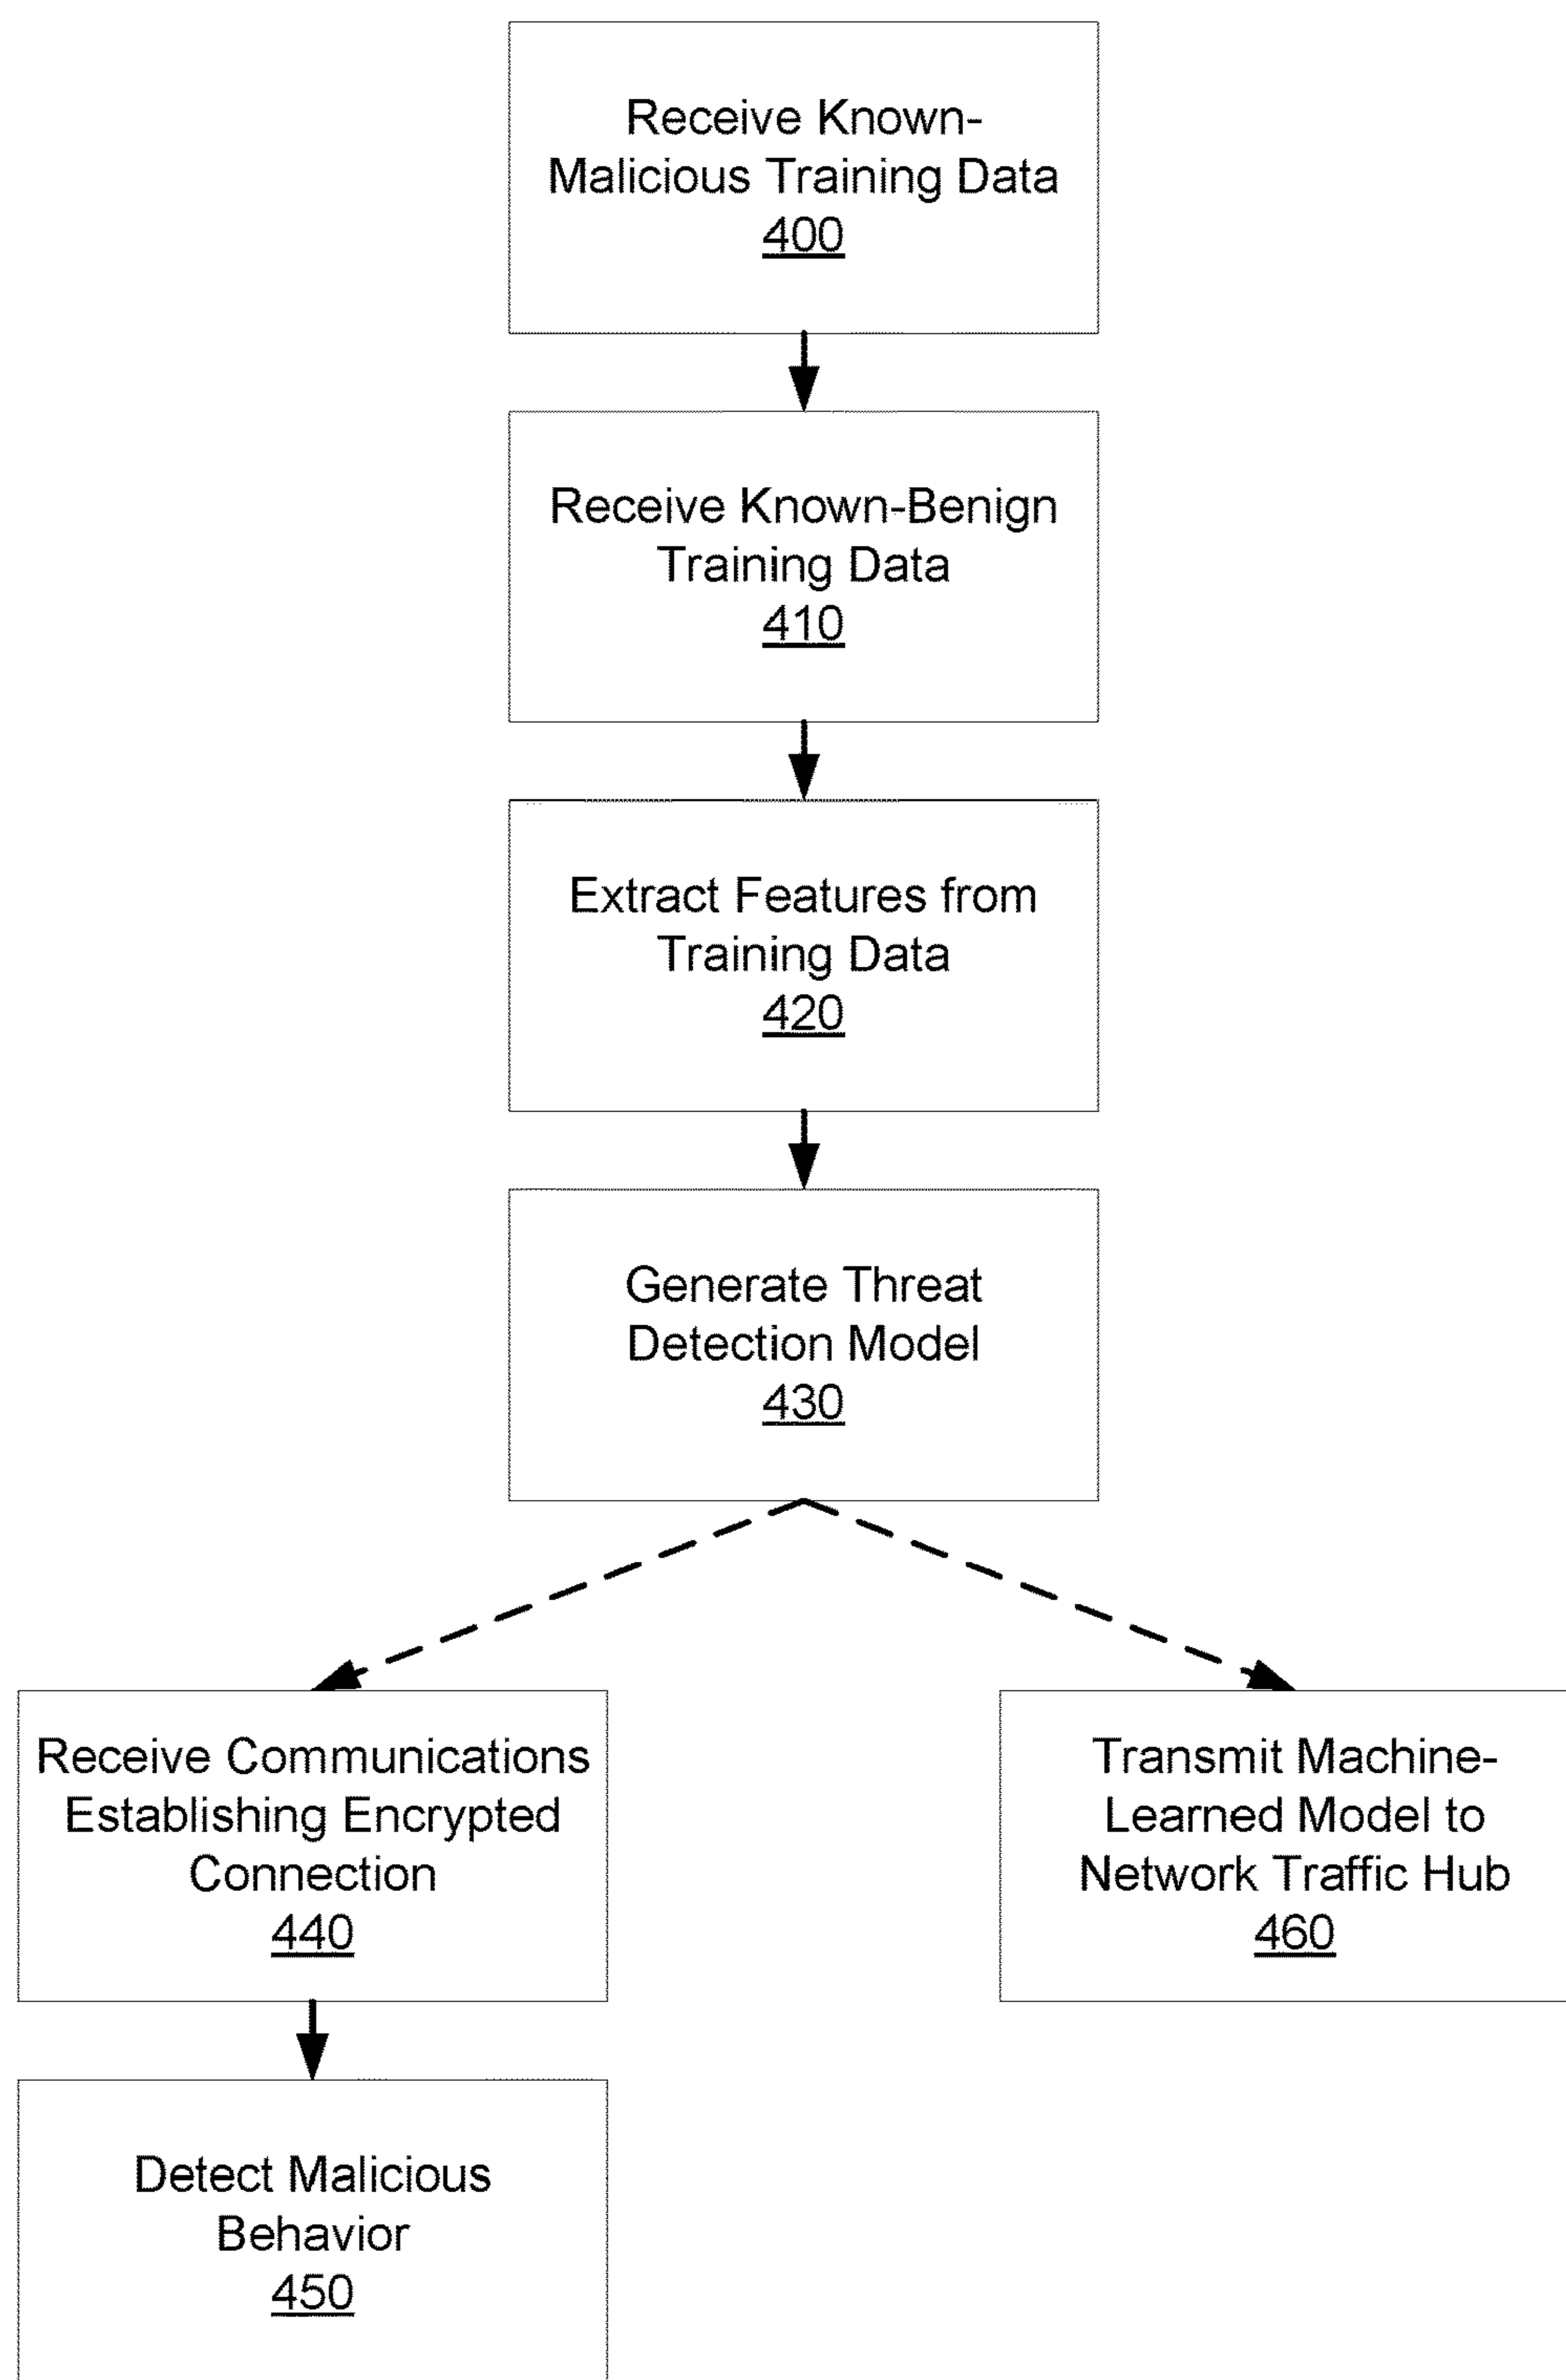 Receive Known-
Malicious Training Data
400
Receive Known-Benign
Training Data
410
Extract Features from
Training Data
420
Generate Threat
Detection Model
430
Receive Communications
Establishing Encrypted
Connection
440
Transmit Machine-
Learned Model to
Network Traffic Hub
460
Detect Malicious
Behavior
450